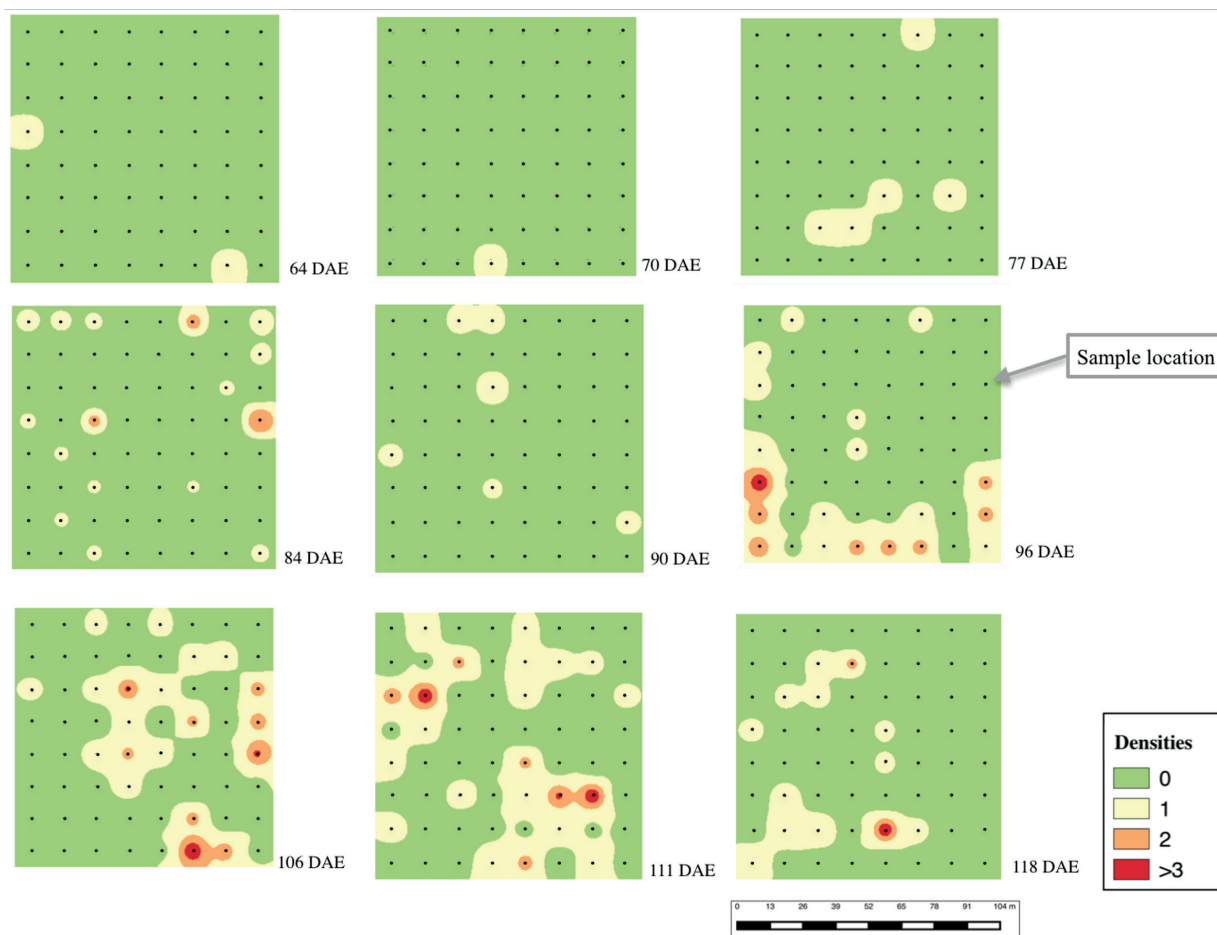 64 DAE
70 DAE
77 DAE
84 DAE
90 DAE
96 DAE
Sample location
106 DAE
111 DAE
118 DAE
Densities
0
1
2
>3
0 13 26 39 52 65 78 91 104 m